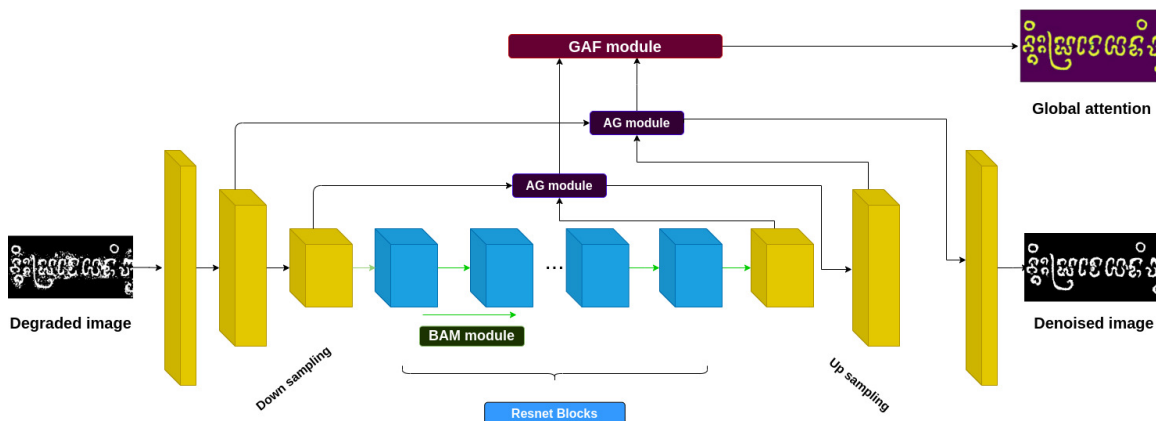 GAF module
Global attention
AG module
AG module
Degraded image
...
BAM module
Denoised image
Down sampling
Up sampling
Resnet Blocks